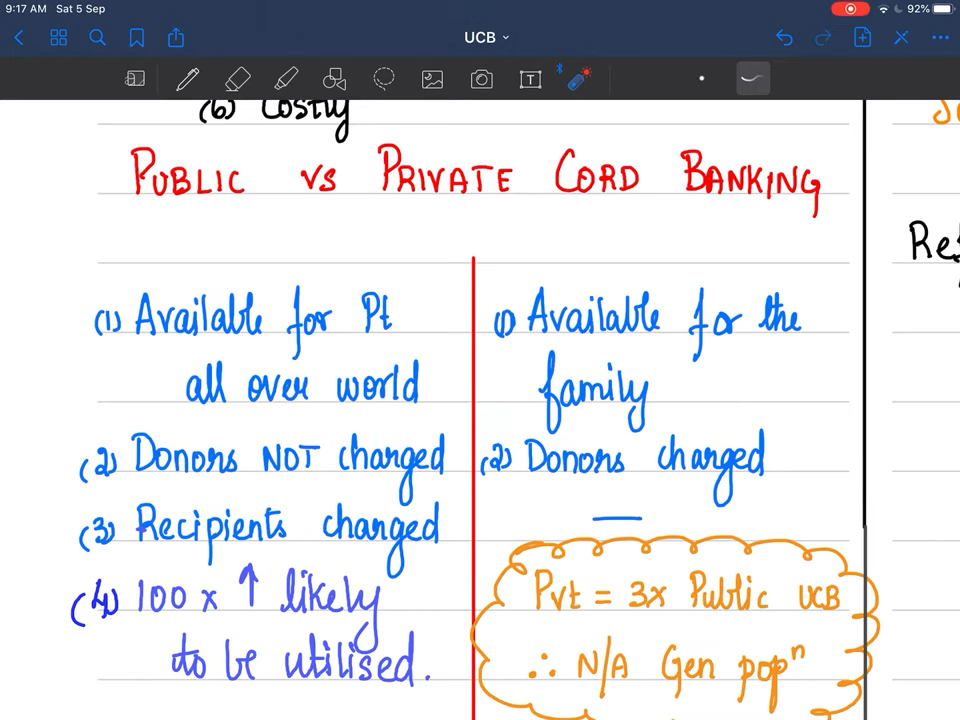 9:17 AM Sat 5 Sep
92%
UCB
T
(6) Costly
PUBLIC vs PRIVATE CORD BANKING
(1) Available for Pt
all over world
(2) Donors NOT charged
(3) Recipients charged
(4) 100 x ↑ likely
to be utilised.
(1) Available for the
family
(2) Donors charged
—
Pvt = 3x Public UCB
∴ N/A Gen popⁿ